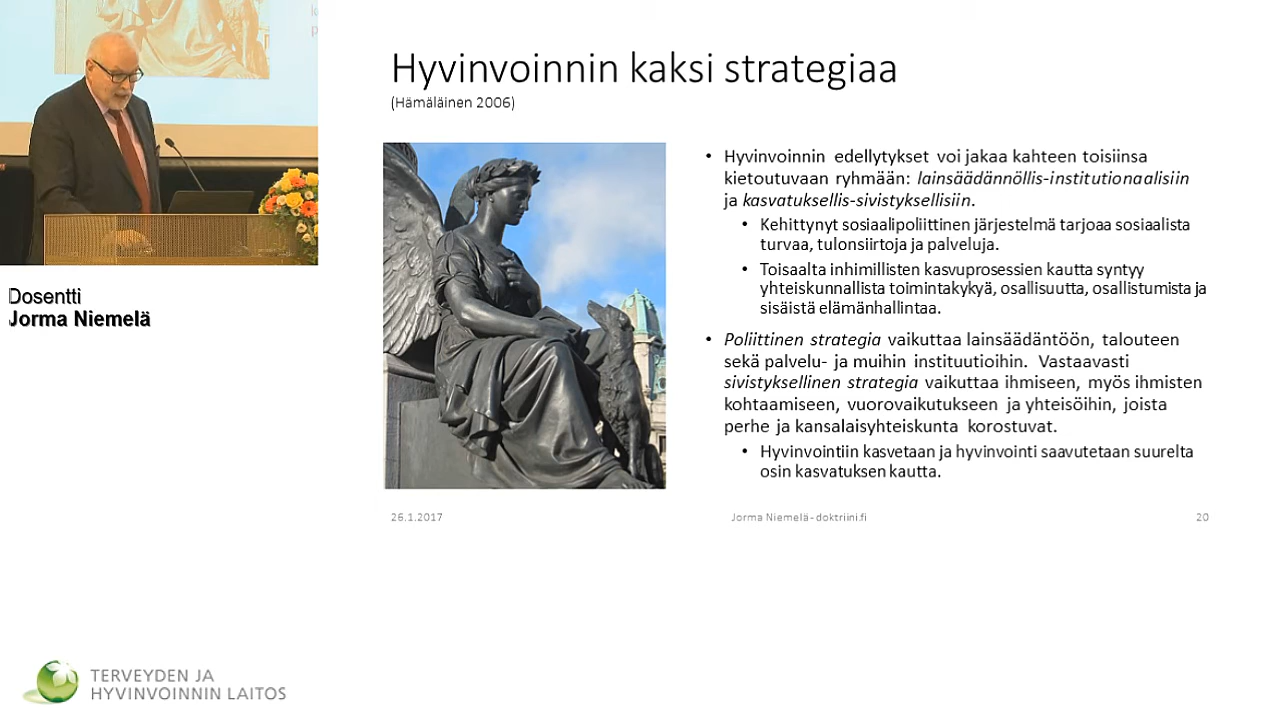 Hyvinvoinnin kaksi strategiaa
(Hämäläinen 2006)
• Hyvinvoinnin edellytykset voi jakaa kahteen toisiinsa
kietoutuvaan ryhmään: lainsäädännöllis-institutionaalisiin
ja kasvatuksellis-sivistyksellisiin.
• Kehittynyt sosiaalipoliittinen järjestelmä tarjoaa sosiaalista
turvaa, tulonsiirtoja ja palveluja.
• Toisaalta inhimillisten kasvuprosessien kautta syntyy
yhteiskunnallista toimintakykyä, osallisuutta, osallistumista ja
sisäistä elämänhallintaa.
• Poliittinen strategia vaikuttaa lainsäädäntöön, talouteen
sekä palvelu- ja muihin instituutioihin. Vastaavasti
sivistyksellinen strategia vaikuttaa ihmiseen, myös ihmisten
kohtaamiseen, vuorovaikutukseen ja yhteisöihin, joista
perhe ja kansalaisyhteiskunta korostuvat.
• Hyvinvointiin kasvetaan ja hyvinvointi saavutetaan suurelta
osin kasvatuksen kautta.
26.1.2017
Jorma Niemelä - doktriini.fi
20
Dosentti
Jorma Niemelä
TERVEYDEN JA
HYVINVOINNIN LAITOS